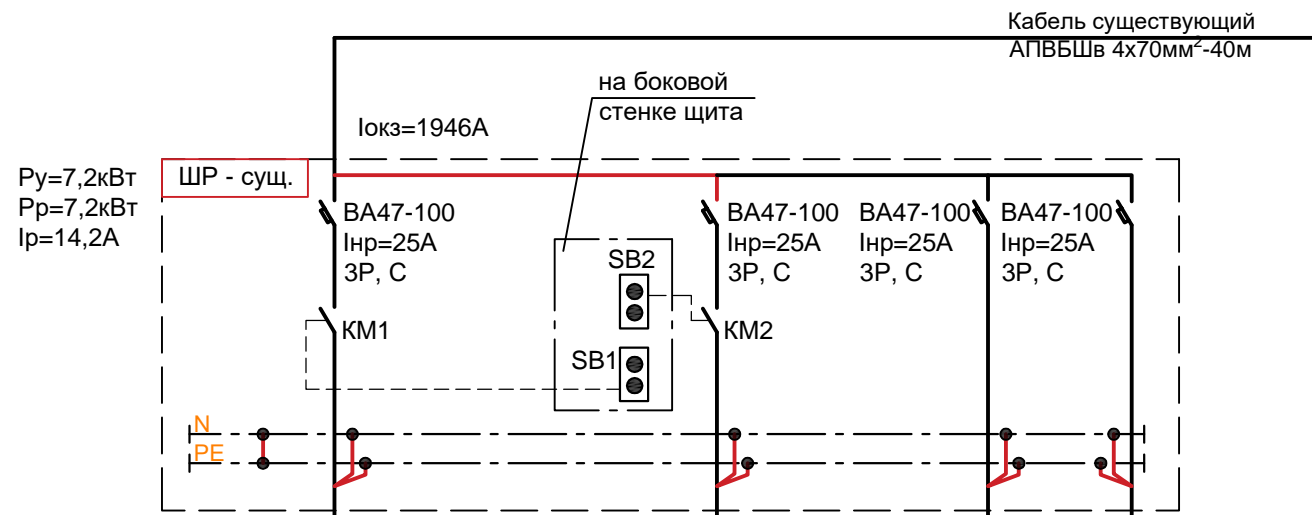 Кабель существующий
АПВБШв 4х70мм²-40м
на боковой
стенке щита
Iокз=1946А
Ру=7,2кВт
Рр=7,2кВт
Iр=14,2А
ШР - сущ.
ВА47-100
Iнр=25А
3Р, С
SB2
SB1
КМ1
ВА47-100
Iнр=25А
3Р, С
КМ2
ВА47-100
Iнр=25А
3Р, С
ВА47-100
Iнр=25А
3Р, С
N
PE